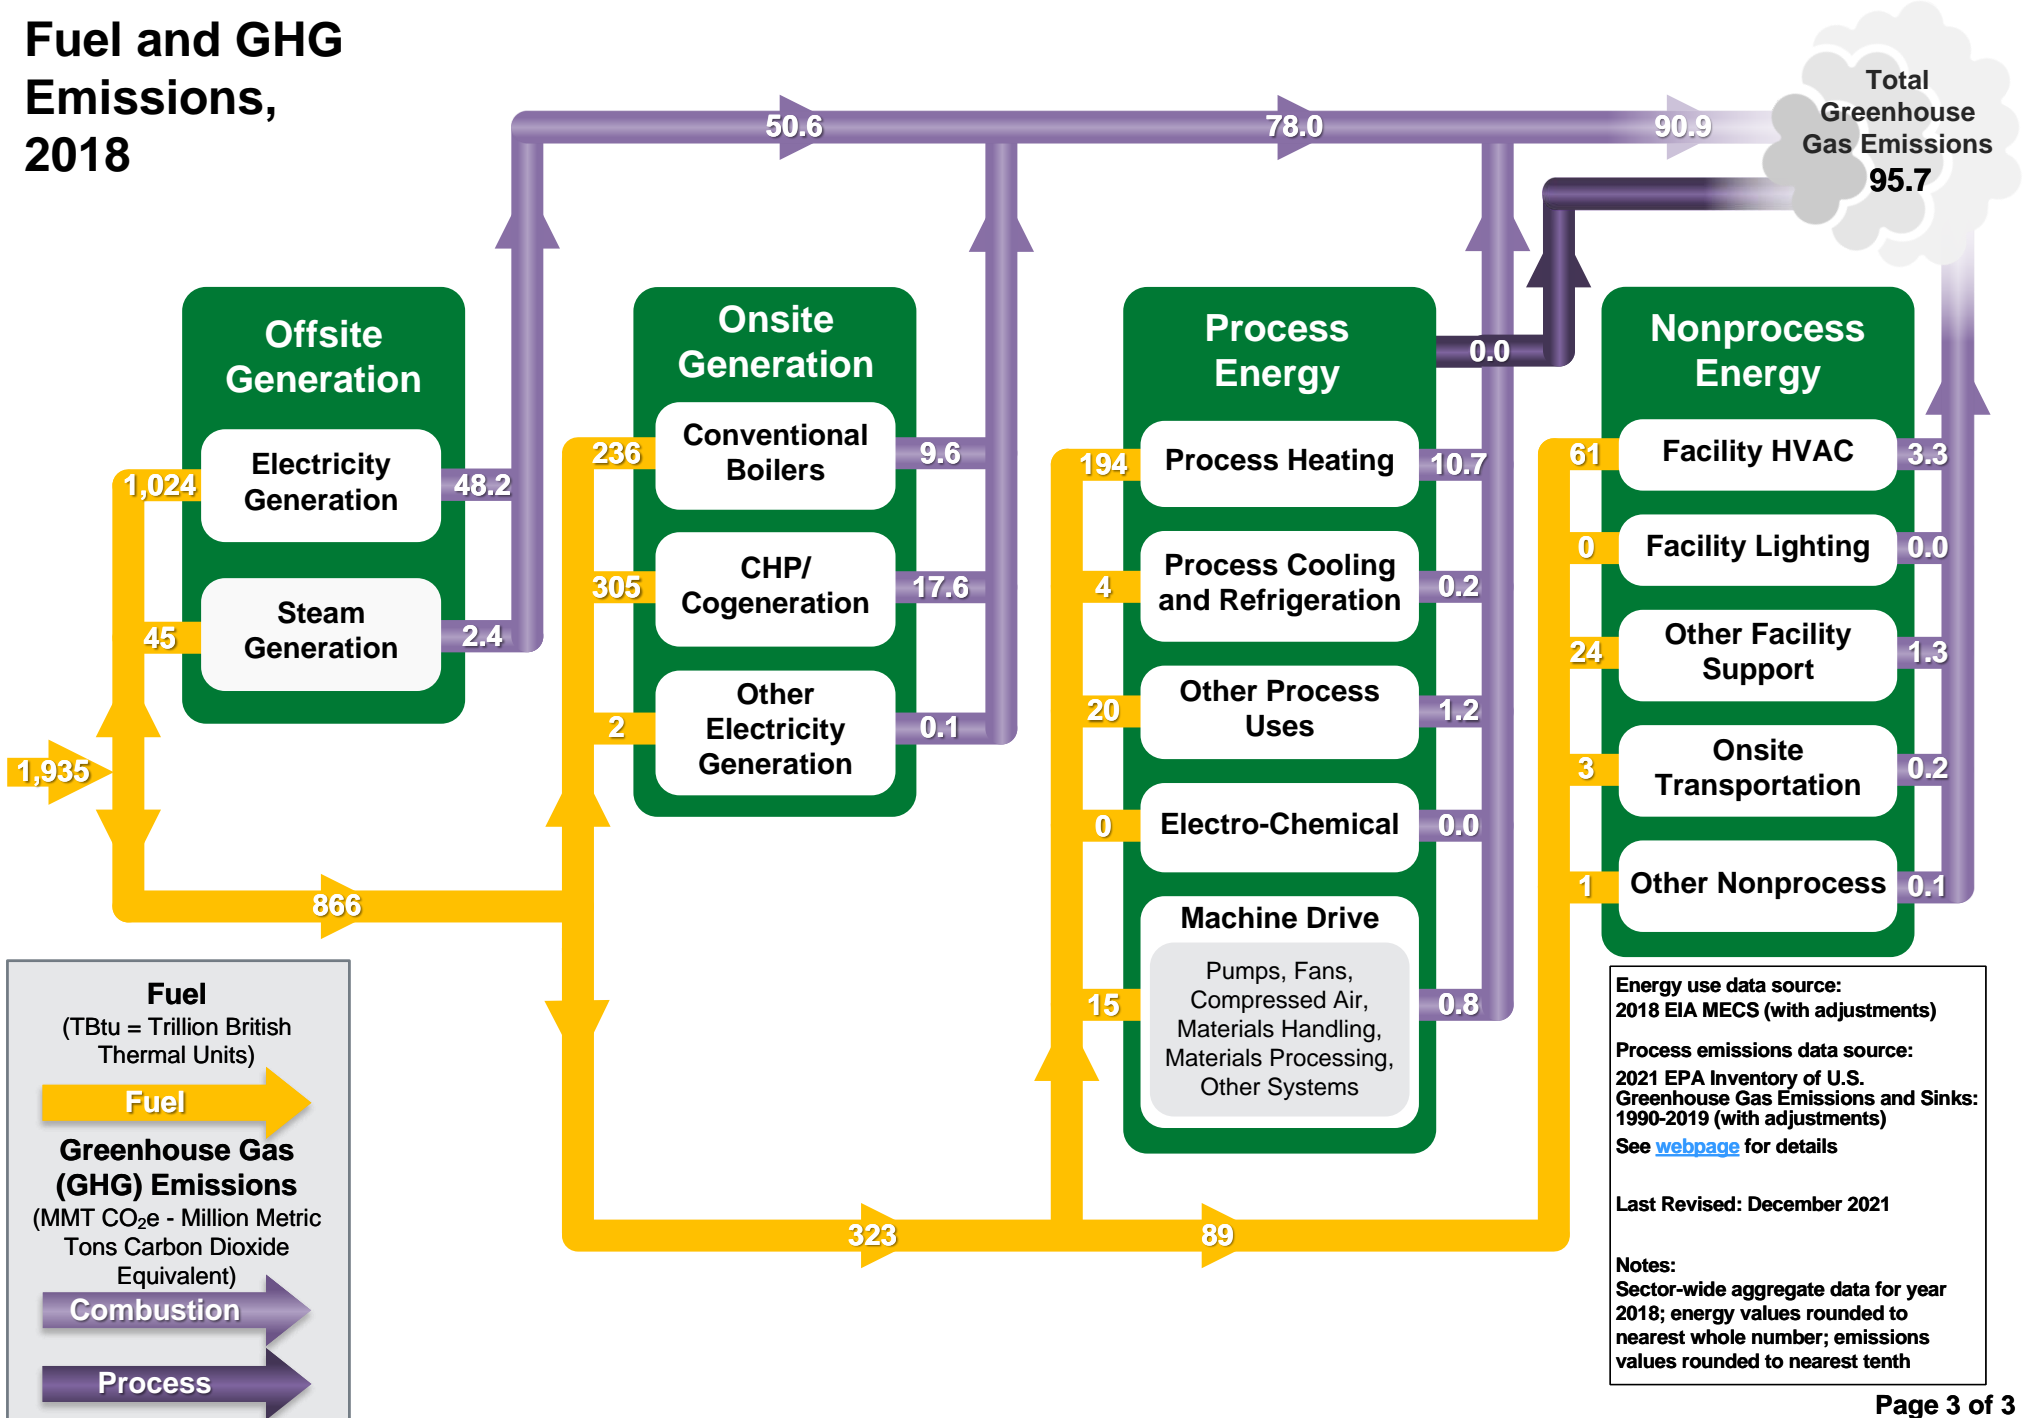 Fuel and GHG
Emissions,
2018
50.6
78.0
90.9
Total
Greenhouse
Gas Emissions
95.7
Offsite
Generation
1,024
Electricity
Generation
48.2
45
Steam
Generation
2.4
1,935
866
Onsite
Generation
236
Conventional
Boilers
9.6
305
CHP/
Cogeneration
17.6
2
Other
Electricity
Generation
0.1
Process
Energy
0.0
194
Process Heating
10.7
4
Process Cooling
and Refrigeration
0.2
20
Other Process
Uses
1.2
0
Electro-Chemical
0.0
Machine Drive
15
Pumps, Fans,
Compressed Air,
Materials Handling,
Materials Processing,
Other Systems
0.8
323
89
Nonprocess
Energy
61
Facility HVAC
3.3
0
Facility Lighting
0.0
24
Other Facility
Support
1.3
3
Onsite
Transportation
0.2
1
Other Nonprocess
0.1
Fuel
(TBtu = Trillion British
Thermal Units)
Fuel
Greenhouse Gas
(GHG) Emissions
(MMT CO₂e - Million Metric
Tons Carbon Dioxide
Equivalent)
Combustion
Process
Energy use data source:
2018 EIA MECS (with adjustments)
Process emissions data source:
2021 EPA Inventory of U.S.
Greenhouse Gas Emissions and Sinks:
1990-2019 (with adjustments)
See webpage for details
Last Revised: December 2021
Notes:
Sector-wide aggregate data for year
2018; energy values rounded to
nearest whole number; emissions
values rounded to nearest tenth
Page 3 of 3